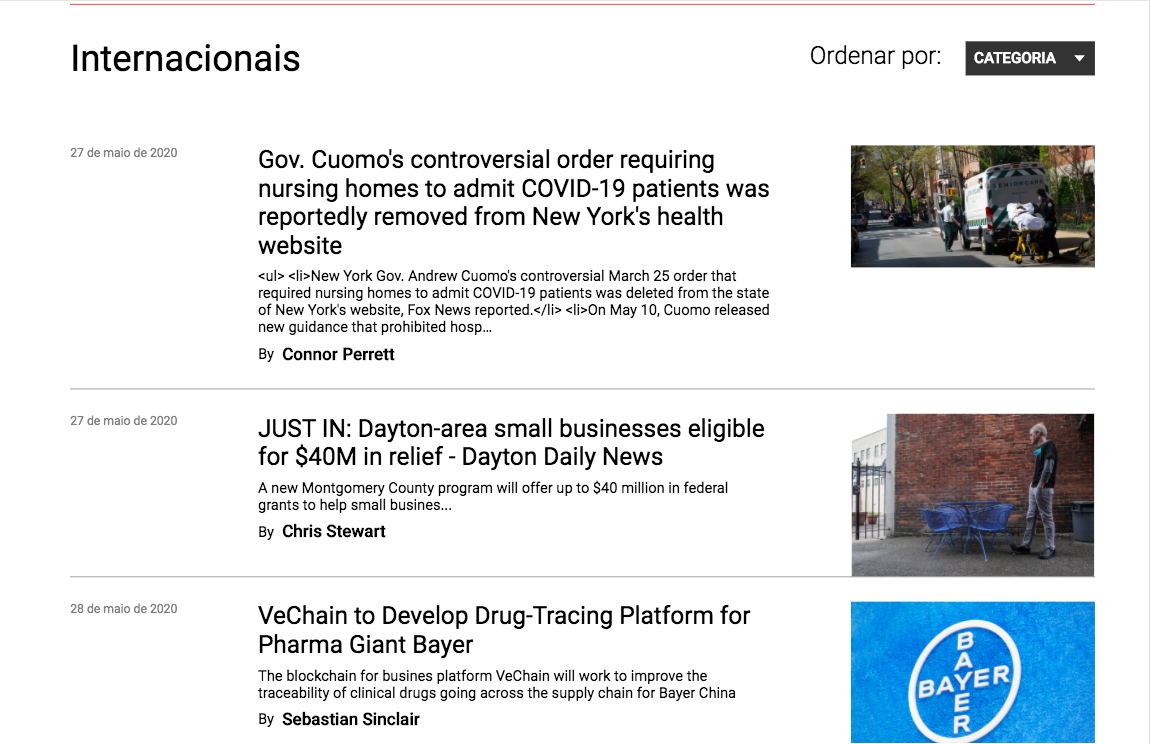 Internacionais
Ordenar por:
CATEGORIA
27 de maio de 2020
Gov. Cuomo's controversial order requiring
nursing homes to admit COVID-19 patients was
reportedly removed from New York's health
website
<ul> <li>New York Gov. Andrew Cuomo's controversial March 25 order that
required nursing homes to admit COVID-19 patients was deleted from the state
of New York's website, Fox News reported.</li> <li>On May 10, Cuomo released
new guidance that prohibited hosp...
By Connor Perrett
SENIORCARE
27 de maio de 2020
JUST IN: Dayton-area small businesses eligible
for $40M in relief - Dayton Daily News
A new Montgomery County program will offer up to $40 million in federal
grants to help small busines...
By Chris Stewart
28 de maio de 2020
VeChain to Develop Drug-Tracing Platform for
Pharma Giant Bayer
The blockchain for busines platform VeChain will work to improve the
traceability of clinical drugs going across the supply chain for Bayer China
By Sebastian Sinclair
BAYER
BAYER